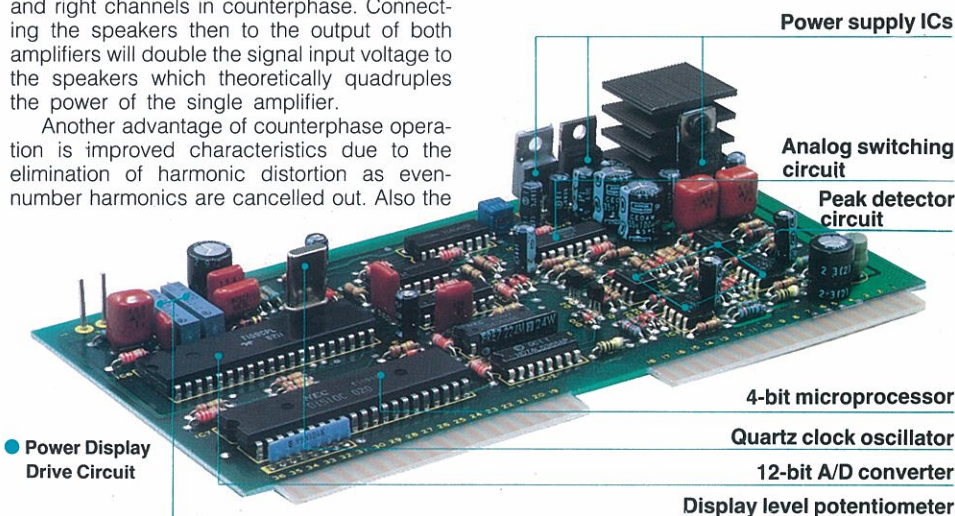 and right channels in counterphase. Connect-
ing the speakers then to the output of both
amplifiers will double the signal input voltage to
the speakers which theoretically quadruples
the power of the single amplifier.
Another advantage of counterphase opera-
tion is improved characteristics due to the
elimination of harmonic distortion as even-
number harmonics are cancelled out. Also the
Power supply ICs
Analog switching
circuit
Peak detector
circuit
4-bit microprocessor
Quartz clock oscillator
12-bit A/D converter
Display level potentiometer
Power Display
Drive Circuit
NEC